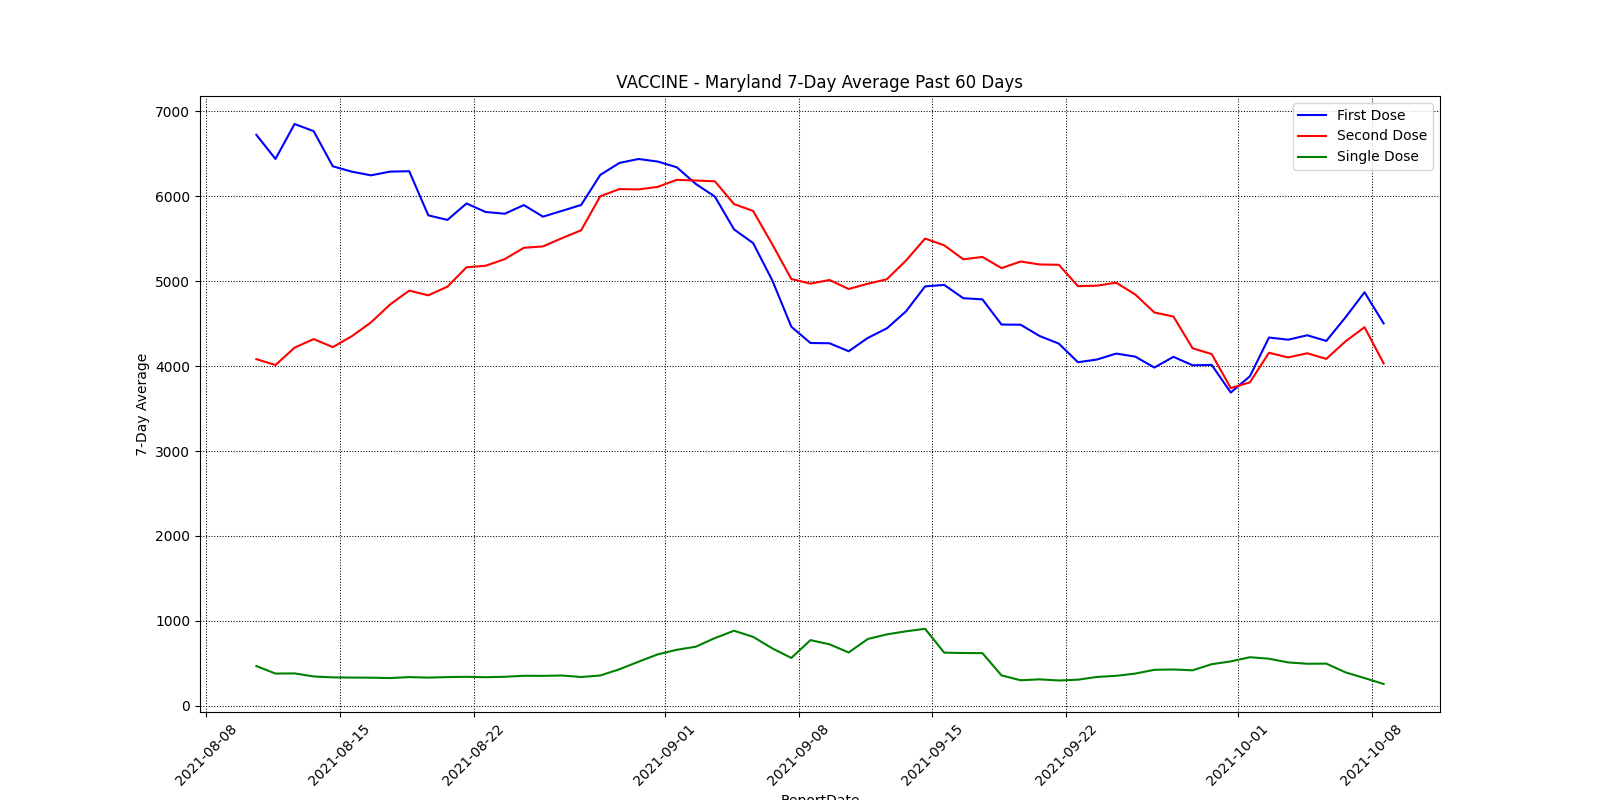 VACCINE - Maryland 7-Day Average Past 60 Days
First Dose
Second Dose
Single Dose
7-Day Average
7000
6000
5000
4000
3000
2000
1000
0
2021-08-08
2021-08-15
2021-08-22
2021-09-01
2021-09-08
2021-09-15
2021-09-22
2021-10-01
2021-10-08
ReportDate